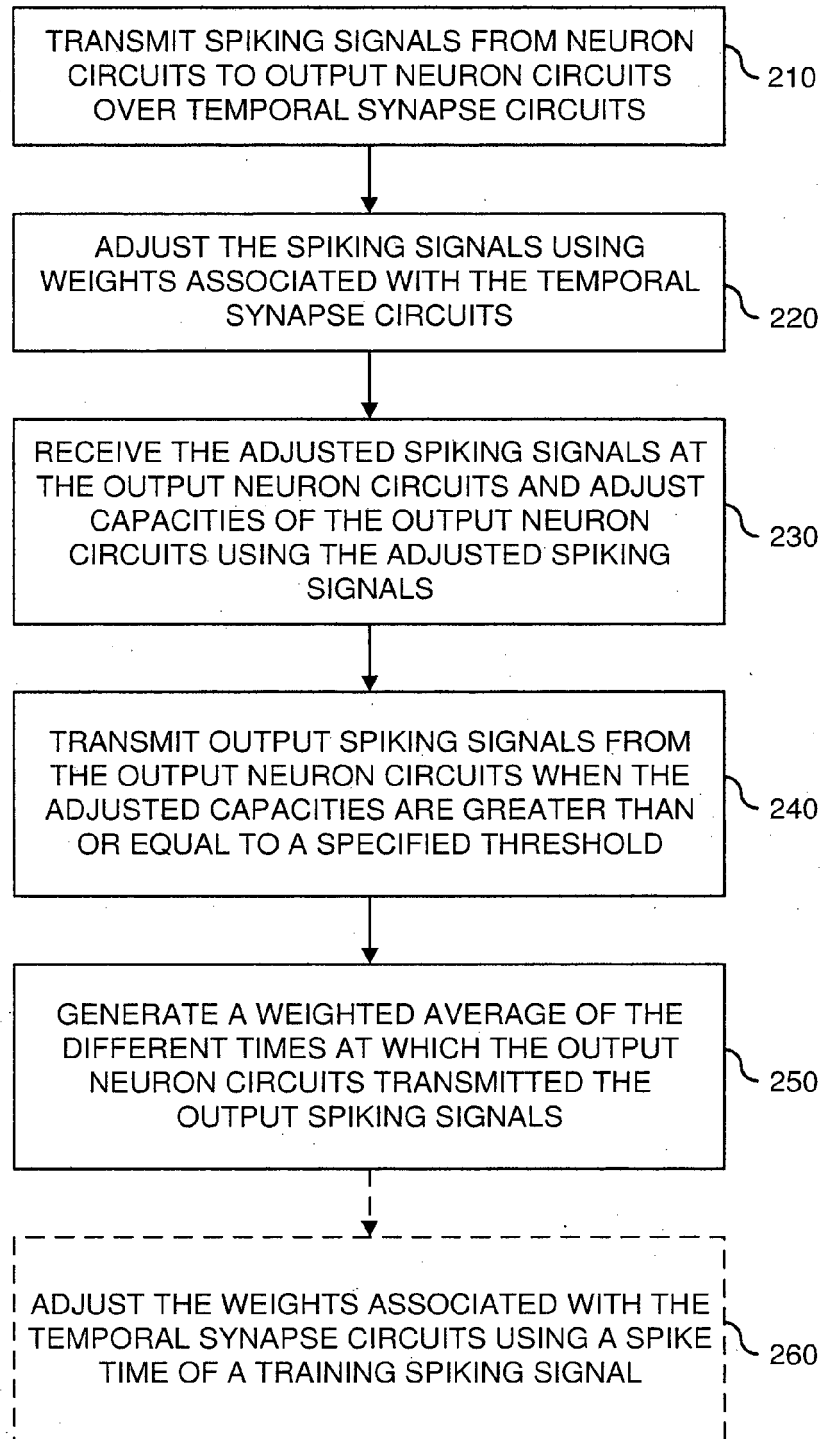 TRANSMIT SPIKING SIGNALS FROM NEURON
CIRCUITS TO OUTPUT NEURON CIRCUITS
OVER TEMPORAL SYNAPSE CIRCUITS
210
ADJUST THE SPIKING SIGNALS USING
WEIGHTS ASSOCIATED WITH THE TEMPORAL
SYNAPSE CIRCUITS
220
RECEIVE THE ADJUSTED SPIKING SIGNALS AT
THE OUTPUT NEURON CIRCUITS AND ADJUST
CAPACITIES OF THE OUTPUT NEURON
CIRCUITS USING THE ADJUSTED SPIKING
SIGNALS
230
TRANSMIT OUTPUT SPIKING SIGNALS FROM
THE OUTPUT NEURON CIRCUITS WHEN THE
ADJUSTED CAPACITIES ARE GREATER THAN
OR EQUAL TO A SPECIFIED THRESHOLD
240
GENERATE A WEIGHTED AVERAGE OF THE
DIFFERENT TIMES AT WHICH THE OUTPUT
NEURON CIRCUITS TRANSMITTED THE
OUTPUT SPIKING SIGNALS
250
ADJUST THE WEIGHTS ASSOCIATED WITH THE
TEMPORAL SYNAPSE CIRCUITS USING A SPIKE
TIME OF A TRAINING SPIKING SIGNAL
260